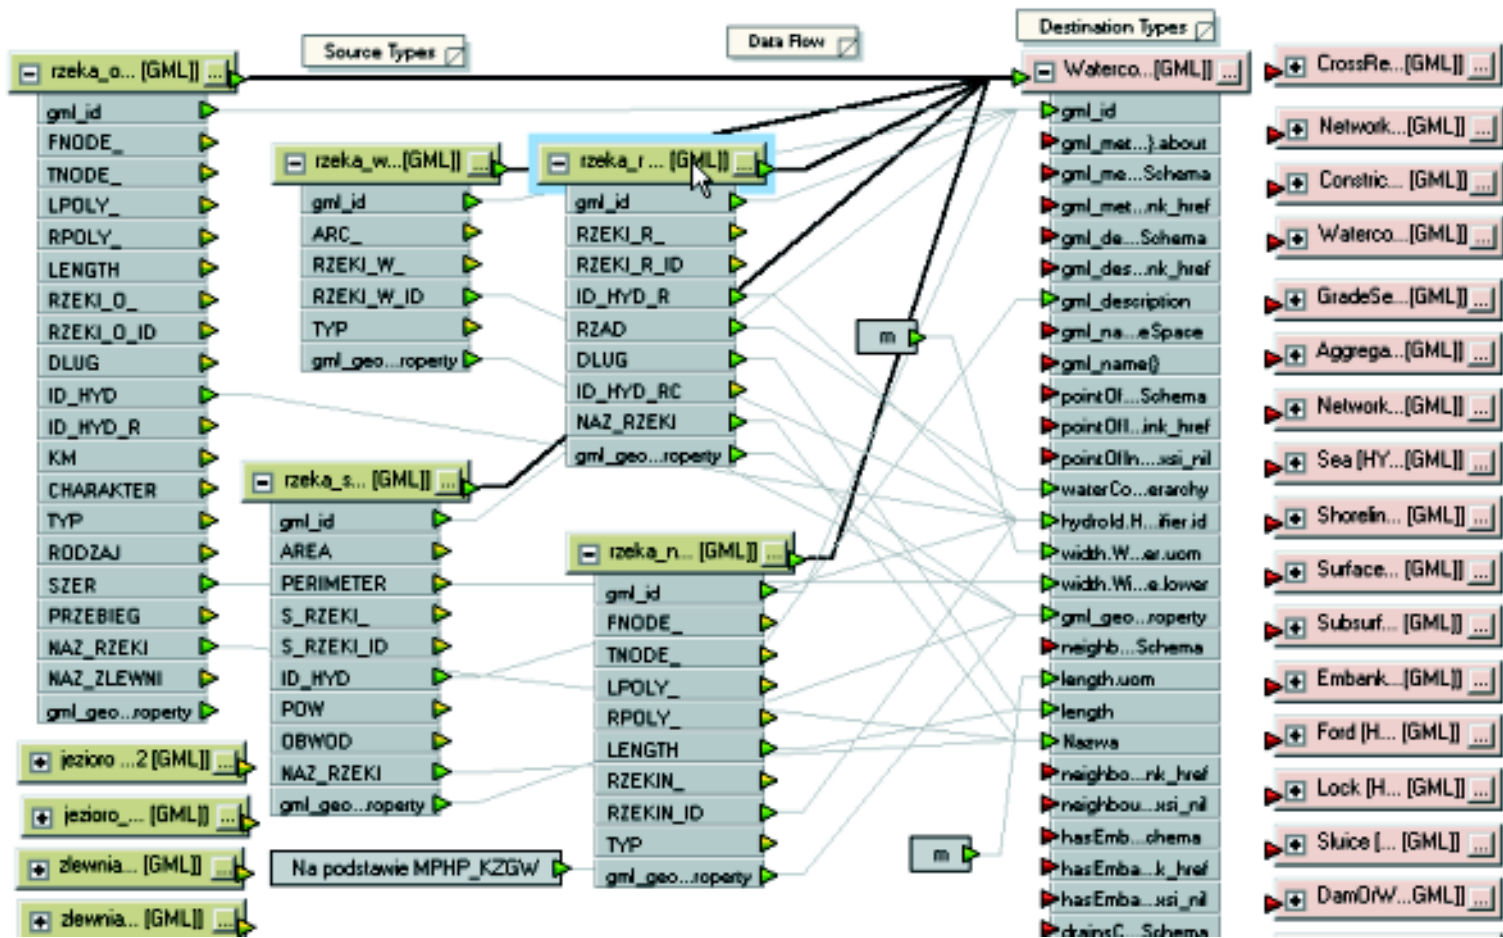 Source Types
Data Flow
Destination Types
rzeka_o... [GML]] ...
gml_id
FNODE_
TNODE_
LPOLY_
RPOLY_
LENGTH
RZEKI_O_
RZEKI_O_ID
DLUG
ID_HYD
ID_HYD_R
KM
CHARAKTER
TYP
RODZAJ
SZER
PRZEBIEG
NAZ_RZEKI
NAZ_ZLEWNI
gml_geo...roperty
jezioro ...2 [GML]] ...
jezioro_... [GML]] ...
zlewnia... [GML]] ...
zlewnia... [GML]] ...
rzeka_w...[GML]] ...
gml_id
ARC_
RZEKI_W_
RZEKI_W_ID
TYP
gml_geo...roperty
rzeka_s... [GML]] ...
gml_id
AREA
PERIMETER
S_RZEKI_
S_RZEKI_ID
ID_HYD
POW
OBWOD
NAZ_RZEKI
gml_geo...roperty
Na podstawie MPHP_KZGW
rzeka_r ... [GML]] ...
gml_id
RZEKI_R_
RZEKI_R_ID
ID_HYD_R
RZAD
DLUG
ID_HYD_RC
NAZ_RZEKI
gml_geo...roperty
rzeka_n... [GML]] ...
gml_id
FNODE_
TNODE_
LPOLY_
RPOLY_
LENGTH
RZEKIN_
RZEKIN_ID
TYP
gml_geo...roperty
m
m
Waterco...[GML]] ...
gml_id
gml_met...}.about
gml_me...Schema
gml_met...nk_href
gml_de...Schema
gml_des...nk_href
gml_description
gml_na...eSpace
gml_name{}
pointOf...Schema
pointOfI...ink_href
pointOfIn...xsi_nil
waterCo...erarchy
hydroId.H...ifier.id
width.W...er.uom
width.Wi...e.lower
gml_geo...roperty
neighb...Schema
length.uom
length
Nazwa
neighbo...nk_href
neighbou...xsi_nil
hasEmb...chema
hasEmba...k_href
hasEmba...xsi_nil
drainsC...Schema
CrossRe...[GML]] ...
Network...[GML]] ...
Constric... [GML]] ...
Waterco...[GML]] ...
GradeSe...[GML]] ...
Aggrega...[GML]] ...
Network...[GML]] ...
Sea [HY... [GML]] ...
Shorelin... [GML]] ...
Surface... [GML]] ...
Subsurf... [GML]] ...
Embank...[GML]] ...
Ford [H... [GML]] ...
Lock [H... [GML]] ...
Sluice [... [GML]] ...
DamOrW...GML]] ...